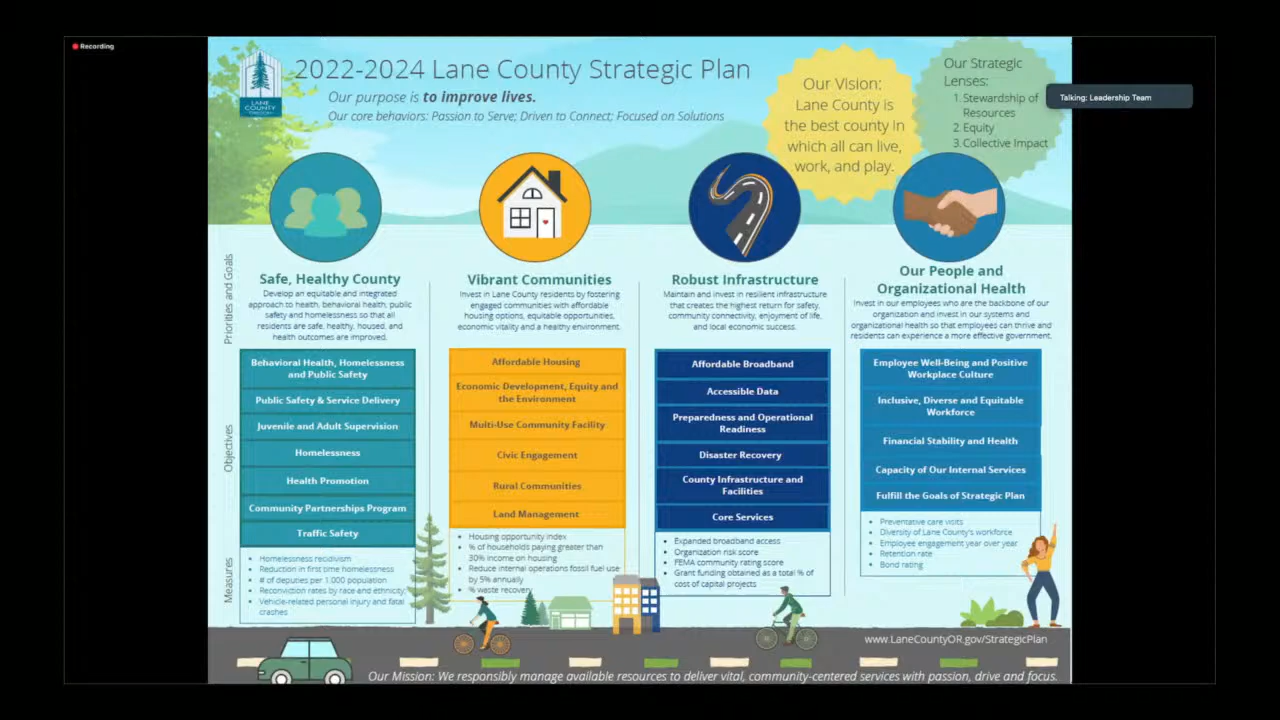 Recording
2022-2024 Lane County Strategic Plan
Our purpose is to improve lives.
Our core behaviors: Passion to Serve; Driven to Connect; Focused on Solutions
LANE
COUNTY
Our Vision:
Lane County is
the best county in
which all can live,
work, and play.
Our Strategic
Lenses:
1. Stewardship of
Resources
2. Equity
3. Collective Impact
Talking: Leadership Team
Priorities and Goals
Safe, Healthy County
Develop an equitable and integrated
approach to health, behavioral health, public
safety and homelessness so that all
residents are safe, healthy, housed, and
health outcomes are improved.
Vibrant Communities
Invest in Lane County residents by fostering
engaged communities with affordable
housing options, equitable opportunities,
economic vitality and a healthy environment.
Robust Infrastructure
Maintain and invest in resilient infrastructure
that creates the highest return for safety,
community connectivity, enjoyment of life,
and local economic success.
Our People and
Organizational Health
Invest in our employees who are the backbone of our
organization and invest in our systems and
organizational health so that employees can thrive and
residents can experience a more effective government.
Objectives
Behavioral Health, Homelessness
and Public Safety
Public Safety & Service Delivery
Juvenile and Adult Supervision
Homelessness
Health Promotion
Community Partnerships Program
Traffic Safety
Affordable Housing
Economic Development, Equity and
the Environment
Multi-Use Community Facility
Civic Engagement
Rural Communities
Land Management
Affordable Broadband
Accessible Data
Preparedness and Operational
Readiness
Disaster Recovery
County Infrastructure and
Facilities
Core Services
Employee Well-Being and Positive
Workplace Culture
Inclusive, Diverse and Equitable
Workforce
Financial Stability and Health
Capacity of Our Internal Services
Fulfill the Goals of Strategic Plan
Measures
• Homelessness recidivism
• Reduction in first time homelessness
• # of deputies per 1,000 population
• Reconviction rates by race and ethnicity.
• Vehicle-related personal injury and fatal
crashes
• Housing opportunity index
• % of households paying greater than
30% income on housing
• Reduce internal operations fossil fuel use
by 5% annually
• % waste recovery
• Expanded broadband access
• Organization risk score
• FEMA community rating score
• Grant funding obtained as a total % of
cost of capital projects
• Preventative care visits
• Diversity of Lane County's workforce
• Employee engagement year over year
• Retention rate
• Bond rating
www.LaneCountyOR.gov/StrategicPlan
Our Mission: We responsibly manage available resources to deliver vital, community-centered services with passion, drive and focus.